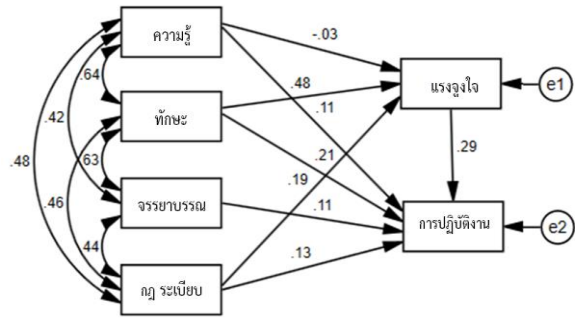 ความรู้
-.03
.64
.48
แรงจูงใจ
e1
.42
ทักษะ
.11
.48
.63
.21
.29
.19
.46
จรรยาบรรณ
.11
การปฏิบัติงาน
e2
.44
.13
กฎ ระเบียบ